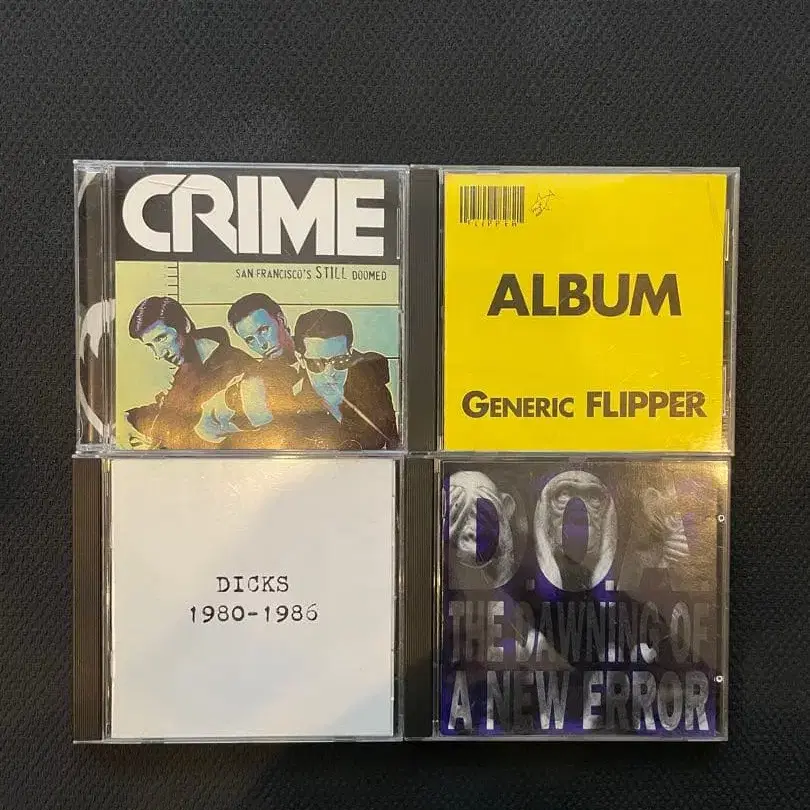 CRIME
SAN FRANCISCO'S STILL DOOMED
FLIPPER
ALBUM
GENERIC FLIPPER
DICKS
1980-1986
D.O.A
THE DAWNING OF
A NEW ERROR